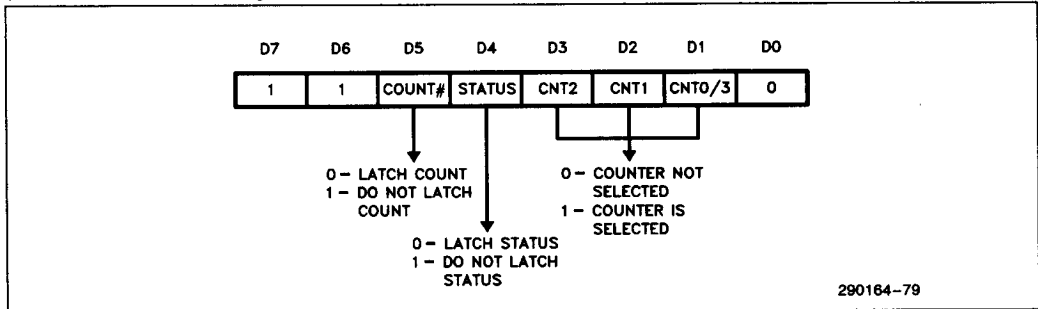 D7 D6 D5 D4 D3 D2 D1 D0
1 1 COUNT# STATUS CNT2 CNT1 CNT0/3 0
0 – LATCH COUNT
1 – DO NOT LATCH
COUNT
0 – LATCH STATUS
1 – DO NOT LATCH
STATUS
0 – COUNTER NOT
SELECTED
1 – COUNTER IS
SELECTED
290164–79